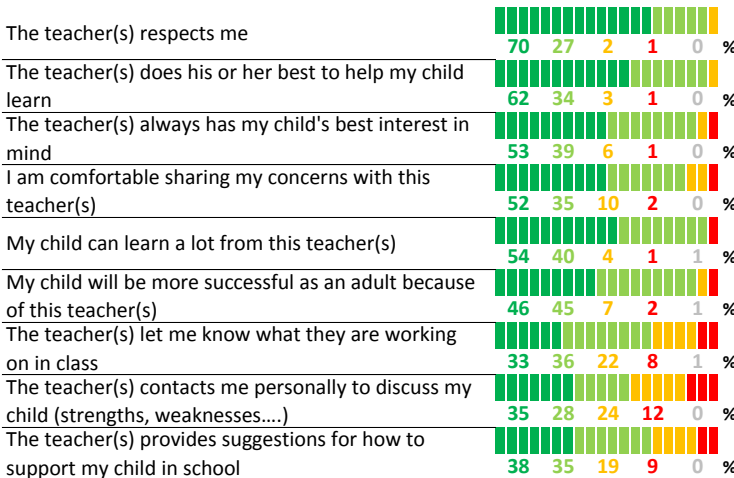 The teacher(s) respects me
70 27 2 1 0 %
The teacher(s) does his or her best to help my child
learn
62 34 3 1 0 %
The teacher(s) always has my child's best interest in
mind
53 39 6 1 0 %
I am comfortable sharing my concerns with this
teacher(s)
52 35 10 2 0 %
My child can learn a lot from this teacher(s)
54 40 4 1 1 %
My child will be more successful as an adult because
of this teacher(s)
46 45 7 2 1 %
The teacher(s) let me know what they are working
on in class
33 36 22 8 1 %
The teacher(s) contacts me personally to discuss my
child (strengths, weaknesses….)
35 28 24 12 0 %
The teacher(s) provides suggestions for how to
support my child in school
38 35 19 9 0 %